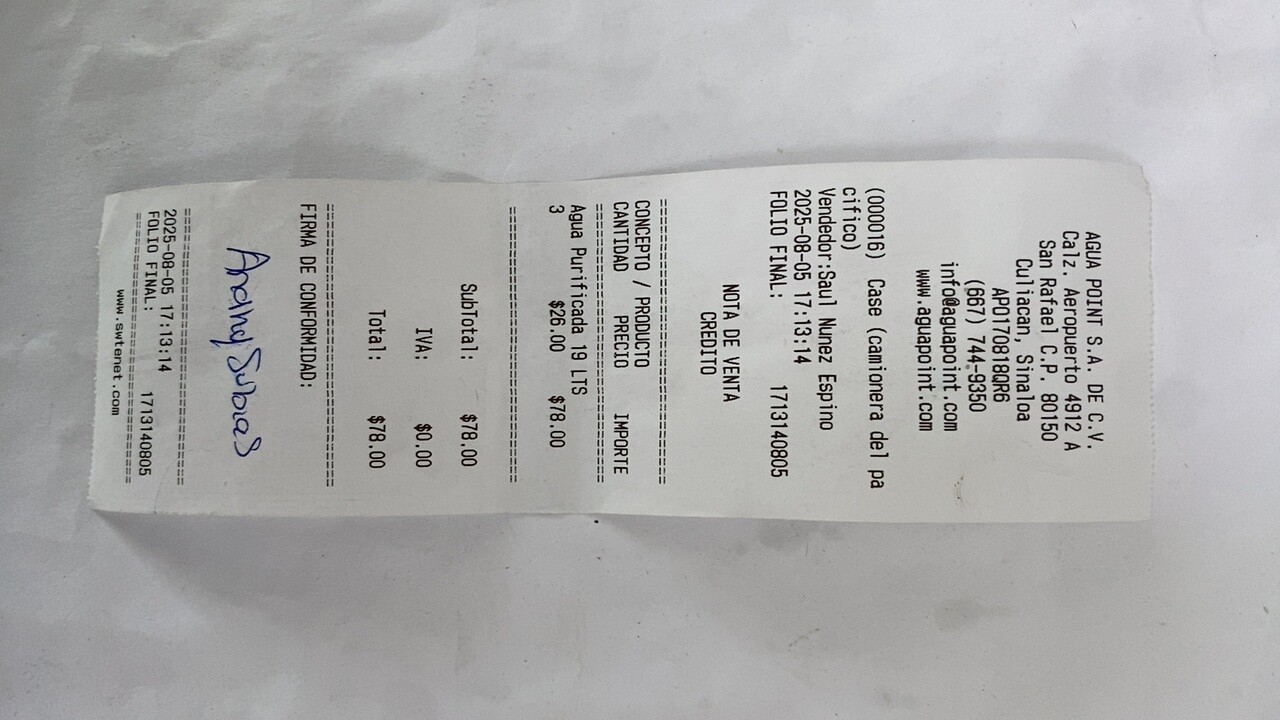 AGUA POINT S.A. DE C.V.
Calz. Aeropuerto 4912 A
San Rafael C.P. 80150
Culiacan, Sinaloa
APO170818QR6
(667) 744-9350
info@aguapoint.com
www.aguapoint.com
(000016) Case (camionera del pa
cifico)
Vendedor:Saul Nunez Espino
2025-08-05 17:13:14
FOLIO FINAL: 1713140805
NOTA DE VENTA
CREDITO
================================
CONCEPTO / PRODUCTO
CANTIDAD PRECIO IMPORTE
================================
Agua Purificada 19 LTS
3 $26.00 $78.00
================================
SubTotal: $78.00
IVA: $0.00
Total: $78.00
================================
FIRMA DE CONFORMIDAD:
Subias
================================
2025-08-05 17:13:14
FOLIO FINAL: 1713140805
================================
www.swtenet.com